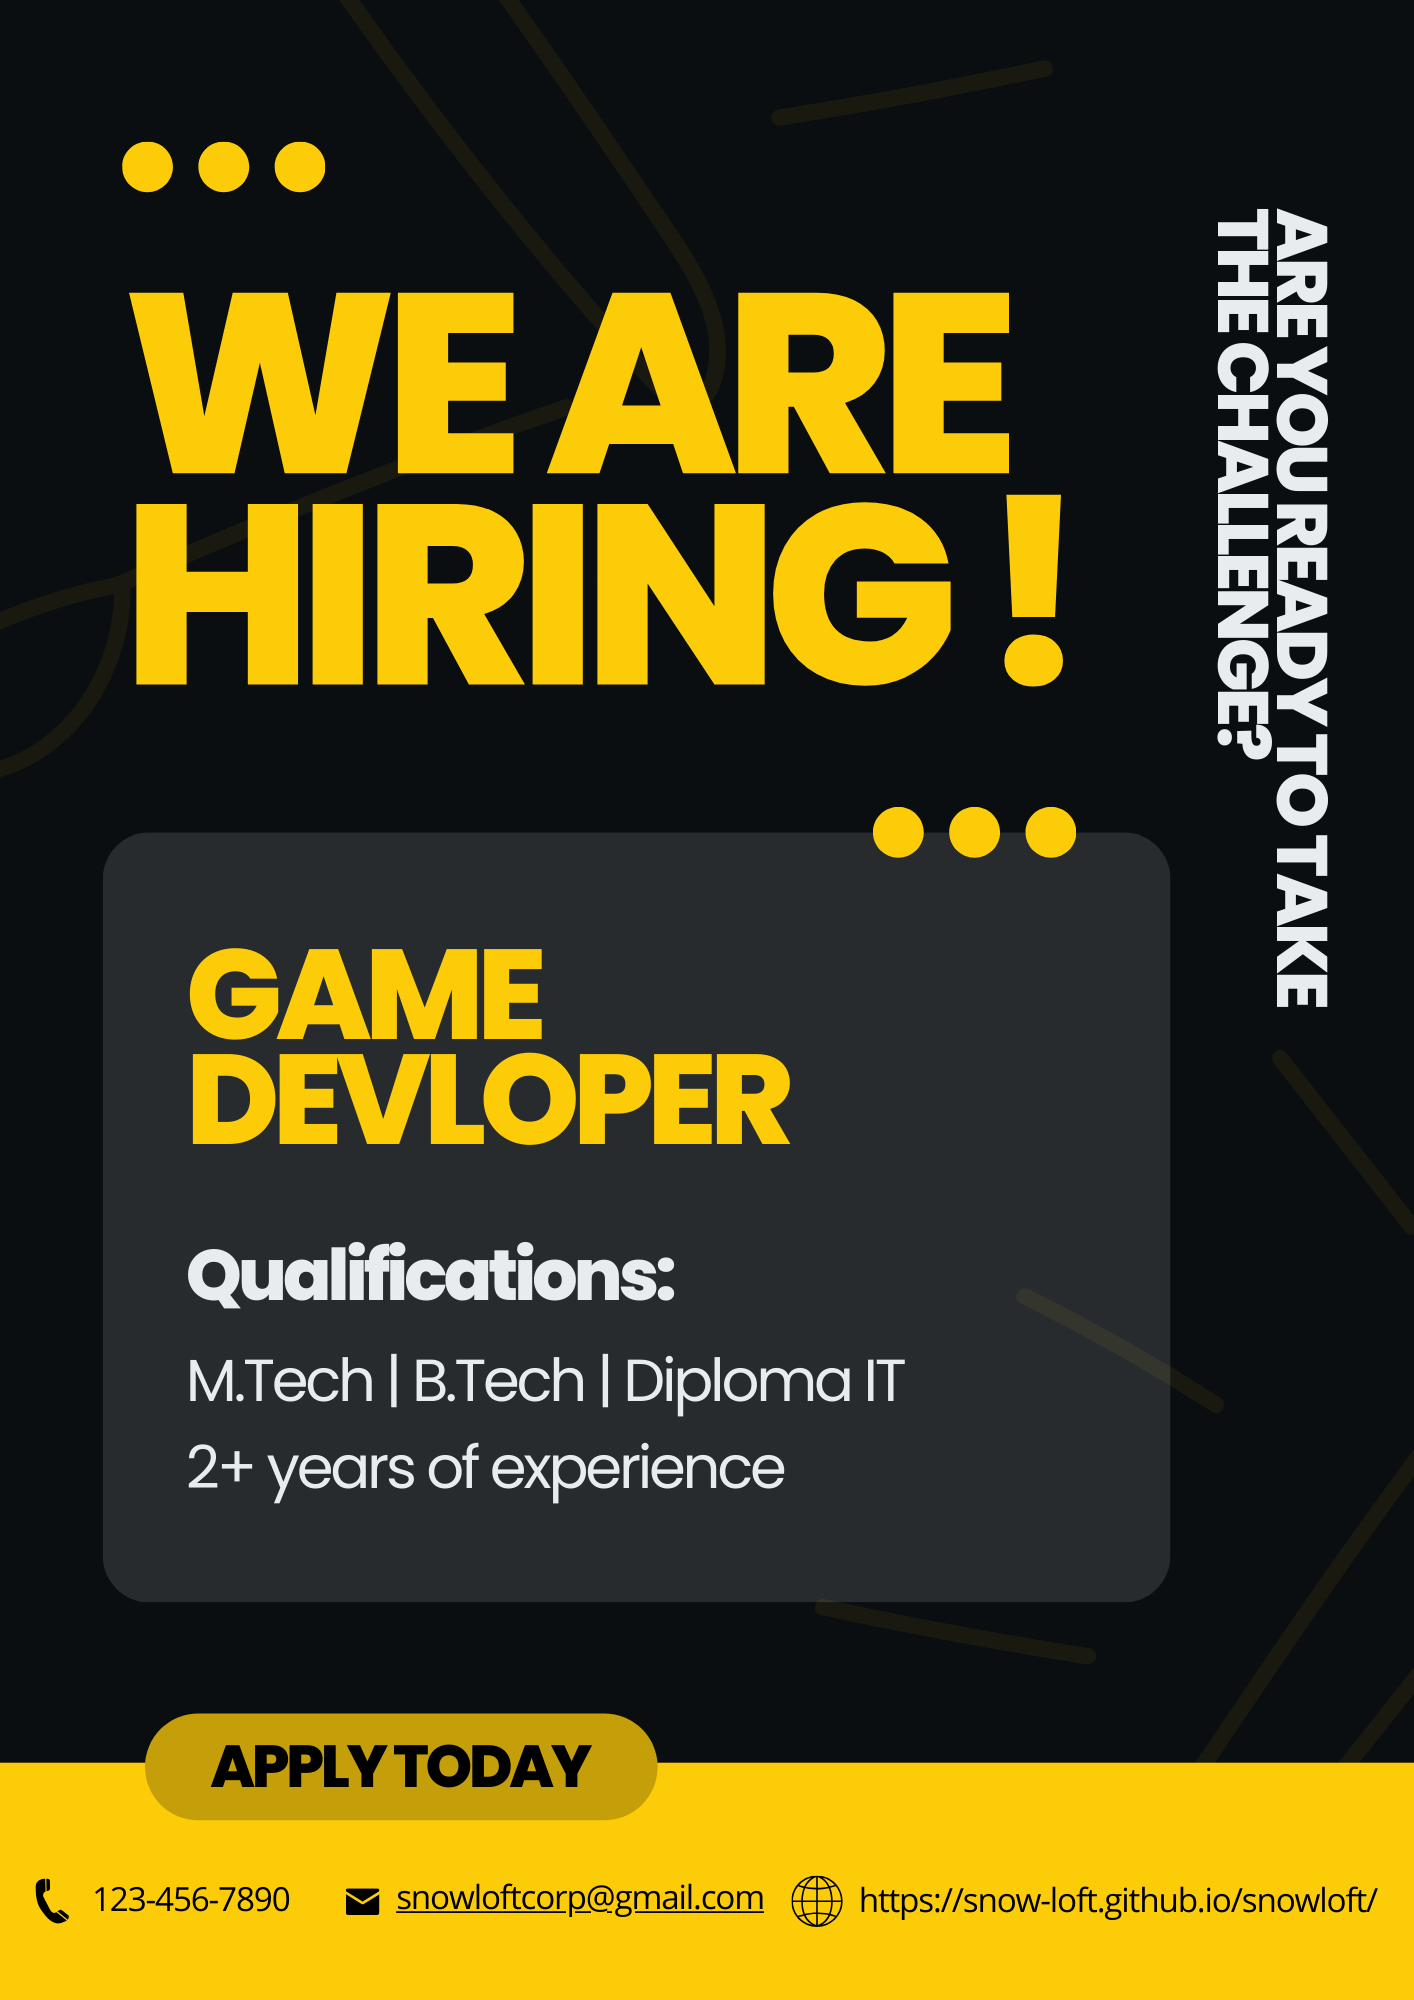 WE ARE
HIRING !
ARE YOU READY TO TAKE
THE CHALLENGE?
GAME
DEVLOPER
Qualifications:
M.Tech | B.Tech | Diploma IT
2+ years of experience
APPLY TODAY
123-456-7890
snowloftcorp@gmail.com
https://snow-loft.github.io/snowloft/